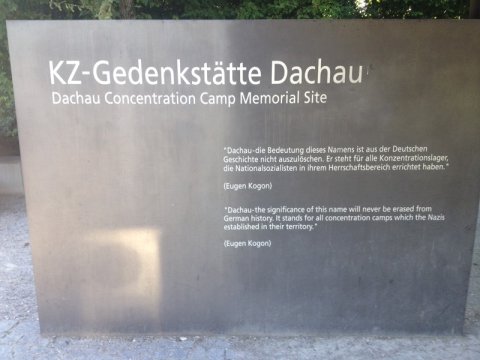 KZ-Gedenkstätte Dachau
Dachau Concentration Camp Memorial Site
"Dachau-die Bedeutung dieses Namens ist aus der Deutschen
Geschichte nicht auszulöschen. Er steht für alle Konzentrationslager,
die Nationalsozialisten in ihrem Herrschaftsbereich errichtet haben."
(Eugen Kogon)
"Dachau-the significance of this name will never be erased from
German history. It stands for all concentration camps which the Nazis
established in their territory."
(Eugen Kogon)